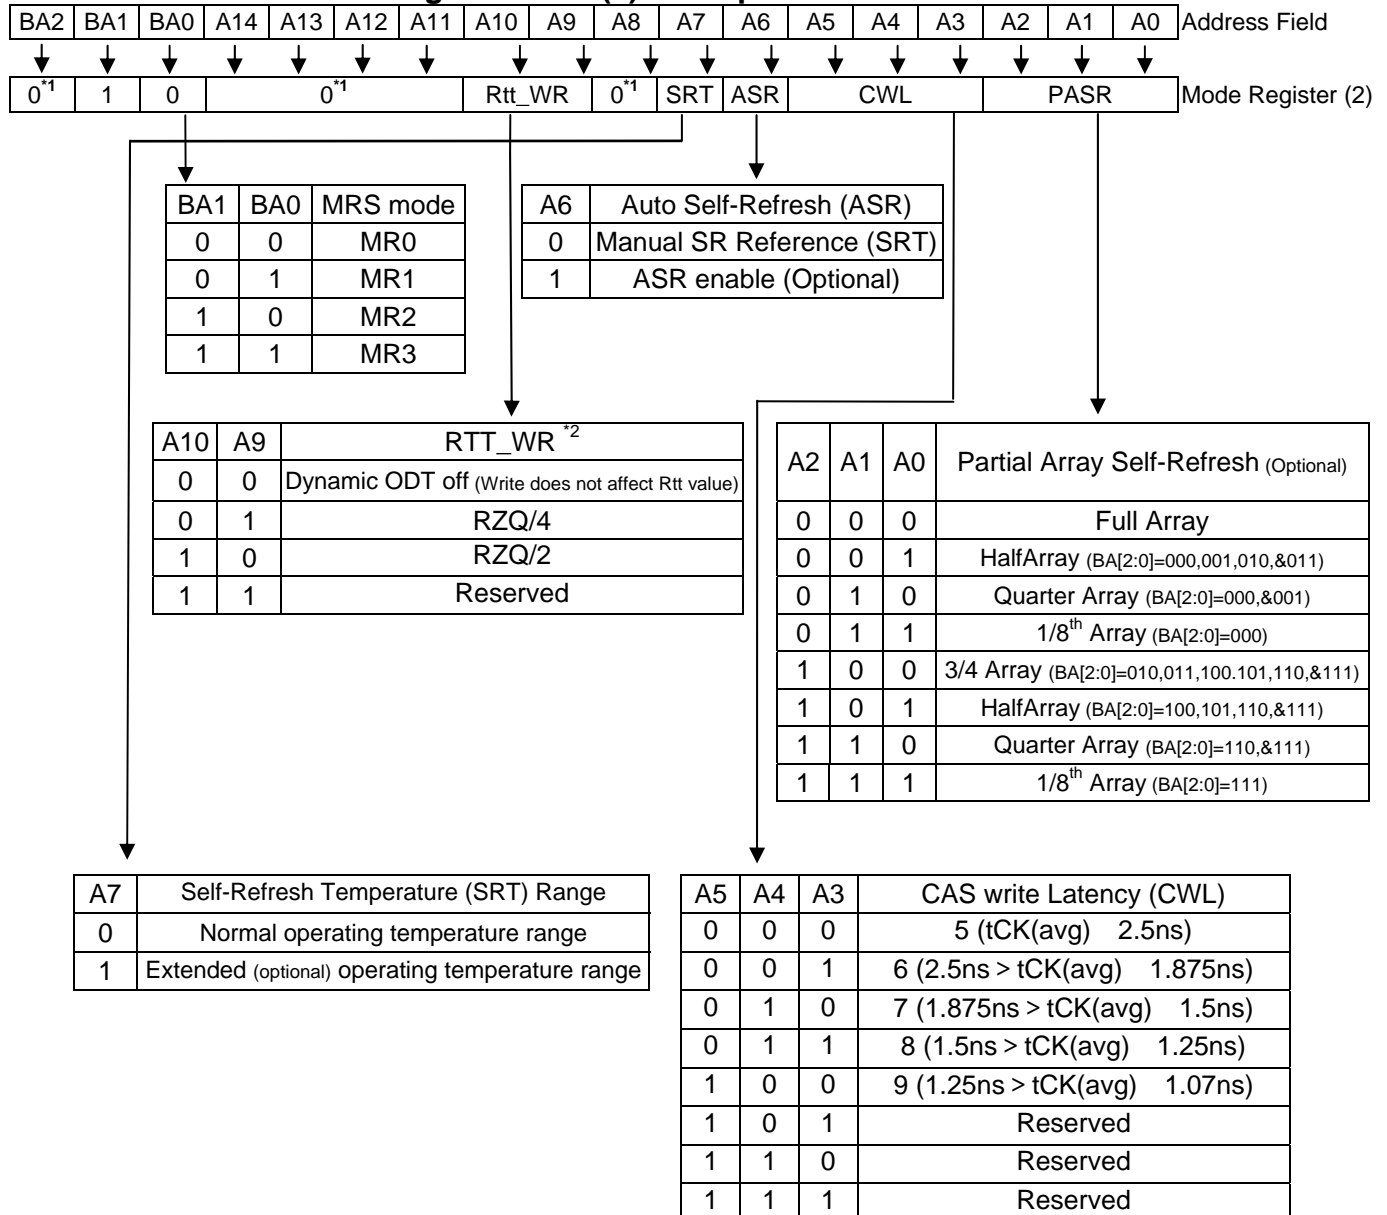 BA2 BA1 BA0 A14 A13 A12 A11 A10 A9 A8 A7 A6 A5 A4 A3 A2 A1 A0 Address Field
0*1 1 0 0*1 Rtt_WR 0*1 SRT ASR CWL PASR Mode Register (2)
BA1 BA0 MRS mode
0 0 MR0
0 1 MR1
1 0 MR2
1 1 MR3
A6 Auto Self-Refresh (ASR)
0 Manual SR Reference (SRT)
1 ASR enable (Optional)
A10 A9 RTT_WR *2
0 0 Dynamic ODT off (Write does not affect Rtt value)
0 1 RZQ/4
1 0 RZQ/2
1 1 Reserved
A2 A1 A0 Partial Array Self-Refresh (Optional)
0 0 0 Full Array
0 0 1 HalfArray (BA[2:0]=000,001,010,&011)
0 1 0 Quarter Array (BA[2:0]=000,&001)
0 1 1 1/8th Array (BA[2:0]=000)
1 0 0 3/4 Array (BA[2:0]=010,011,100.101,110,&111)
1 0 1 HalfArray (BA[2:0]=100,101,110,&111)
1 1 0 Quarter Array (BA[2:0]=110,&111)
1 1 1 1/8th Array (BA[2:0]=111)
A7 Self-Refresh Temperature (SRT) Range
0 Normal operating temperature range
1 Extended (optional) operating temperature range
A5 A4 A3 CAS write Latency (CWL)
0 0 0 5 (tCK(avg) 2.5ns)
0 0 1 6 (2.5ns > tCK(avg) 1.875ns)
0 1 0 7 (1.875ns > tCK(avg) 1.5ns)
0 1 1 8 (1.5ns > tCK(avg) 1.25ns)
1 0 0 9 (1.25ns > tCK(avg) 1.07ns)
1 0 1 Reserved
1 1 0 Reserved
1 1 1 Reserved